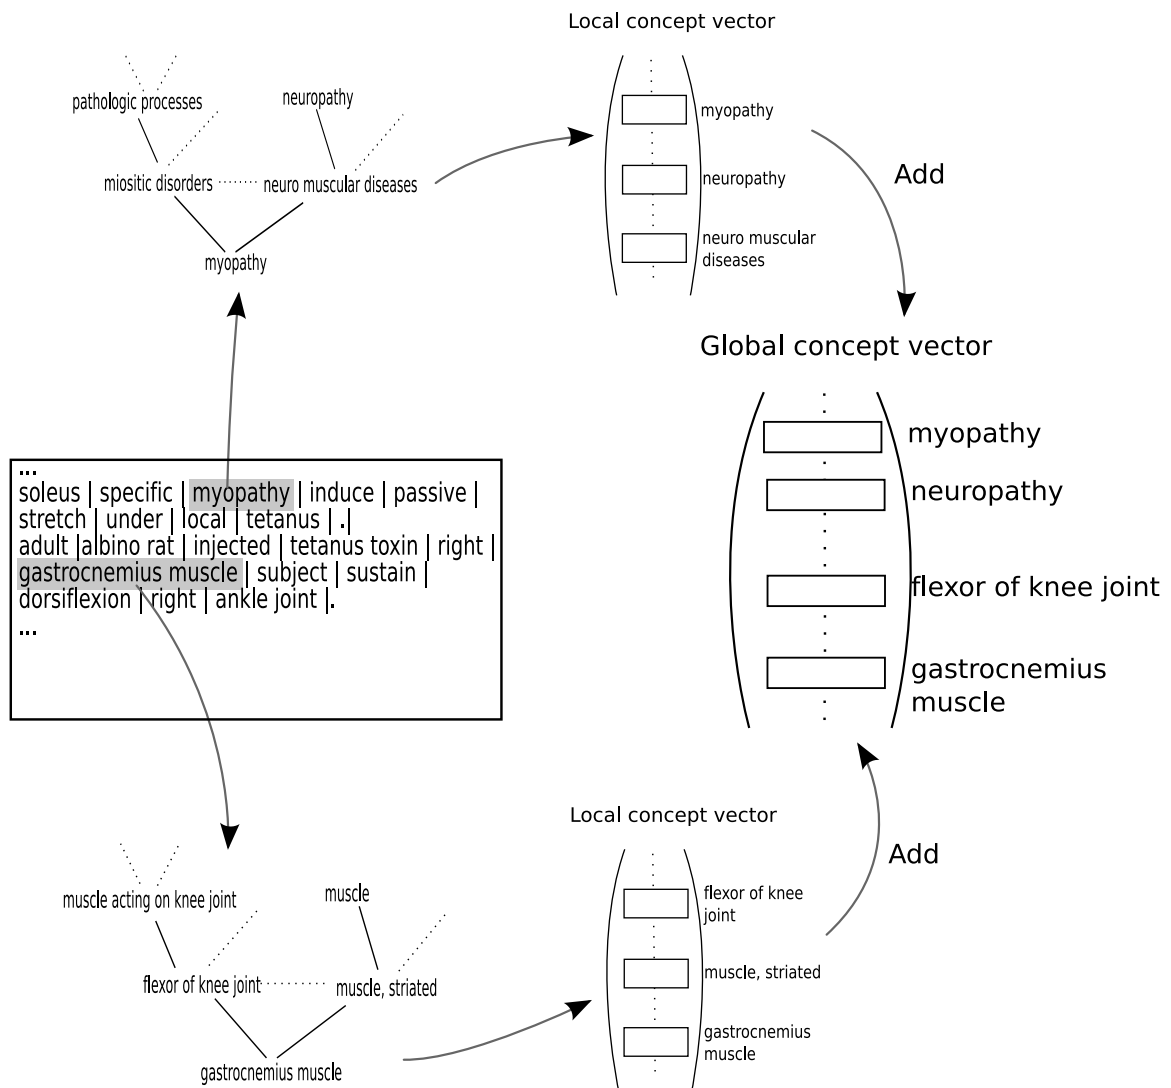 Local concept vector
pathologic processes
neuropathy
miositic disorders
neuro muscular diseases
myopathy
myopathy
neuropathy
neuro muscular
diseases
Add
Global concept vector
myopathy
neuropathy
flexor of knee joint
gastrocnemius
muscle
...
soleus | specific | myopathy | induce | passive |
stretch | under | local | tetanus | .|
adult |albino rat | injected | tetanus toxin | right |
gastrocnemius muscle | subject | sustain |
dorsiflexion | right | ankle joint |.
...
Local concept vector
muscle acting on knee joint
muscle
flexor of knee joint
muscle, striated
gastrocnemius muscle
flexor of knee
joint
muscle, striated
gastrocnemius
muscle
Add